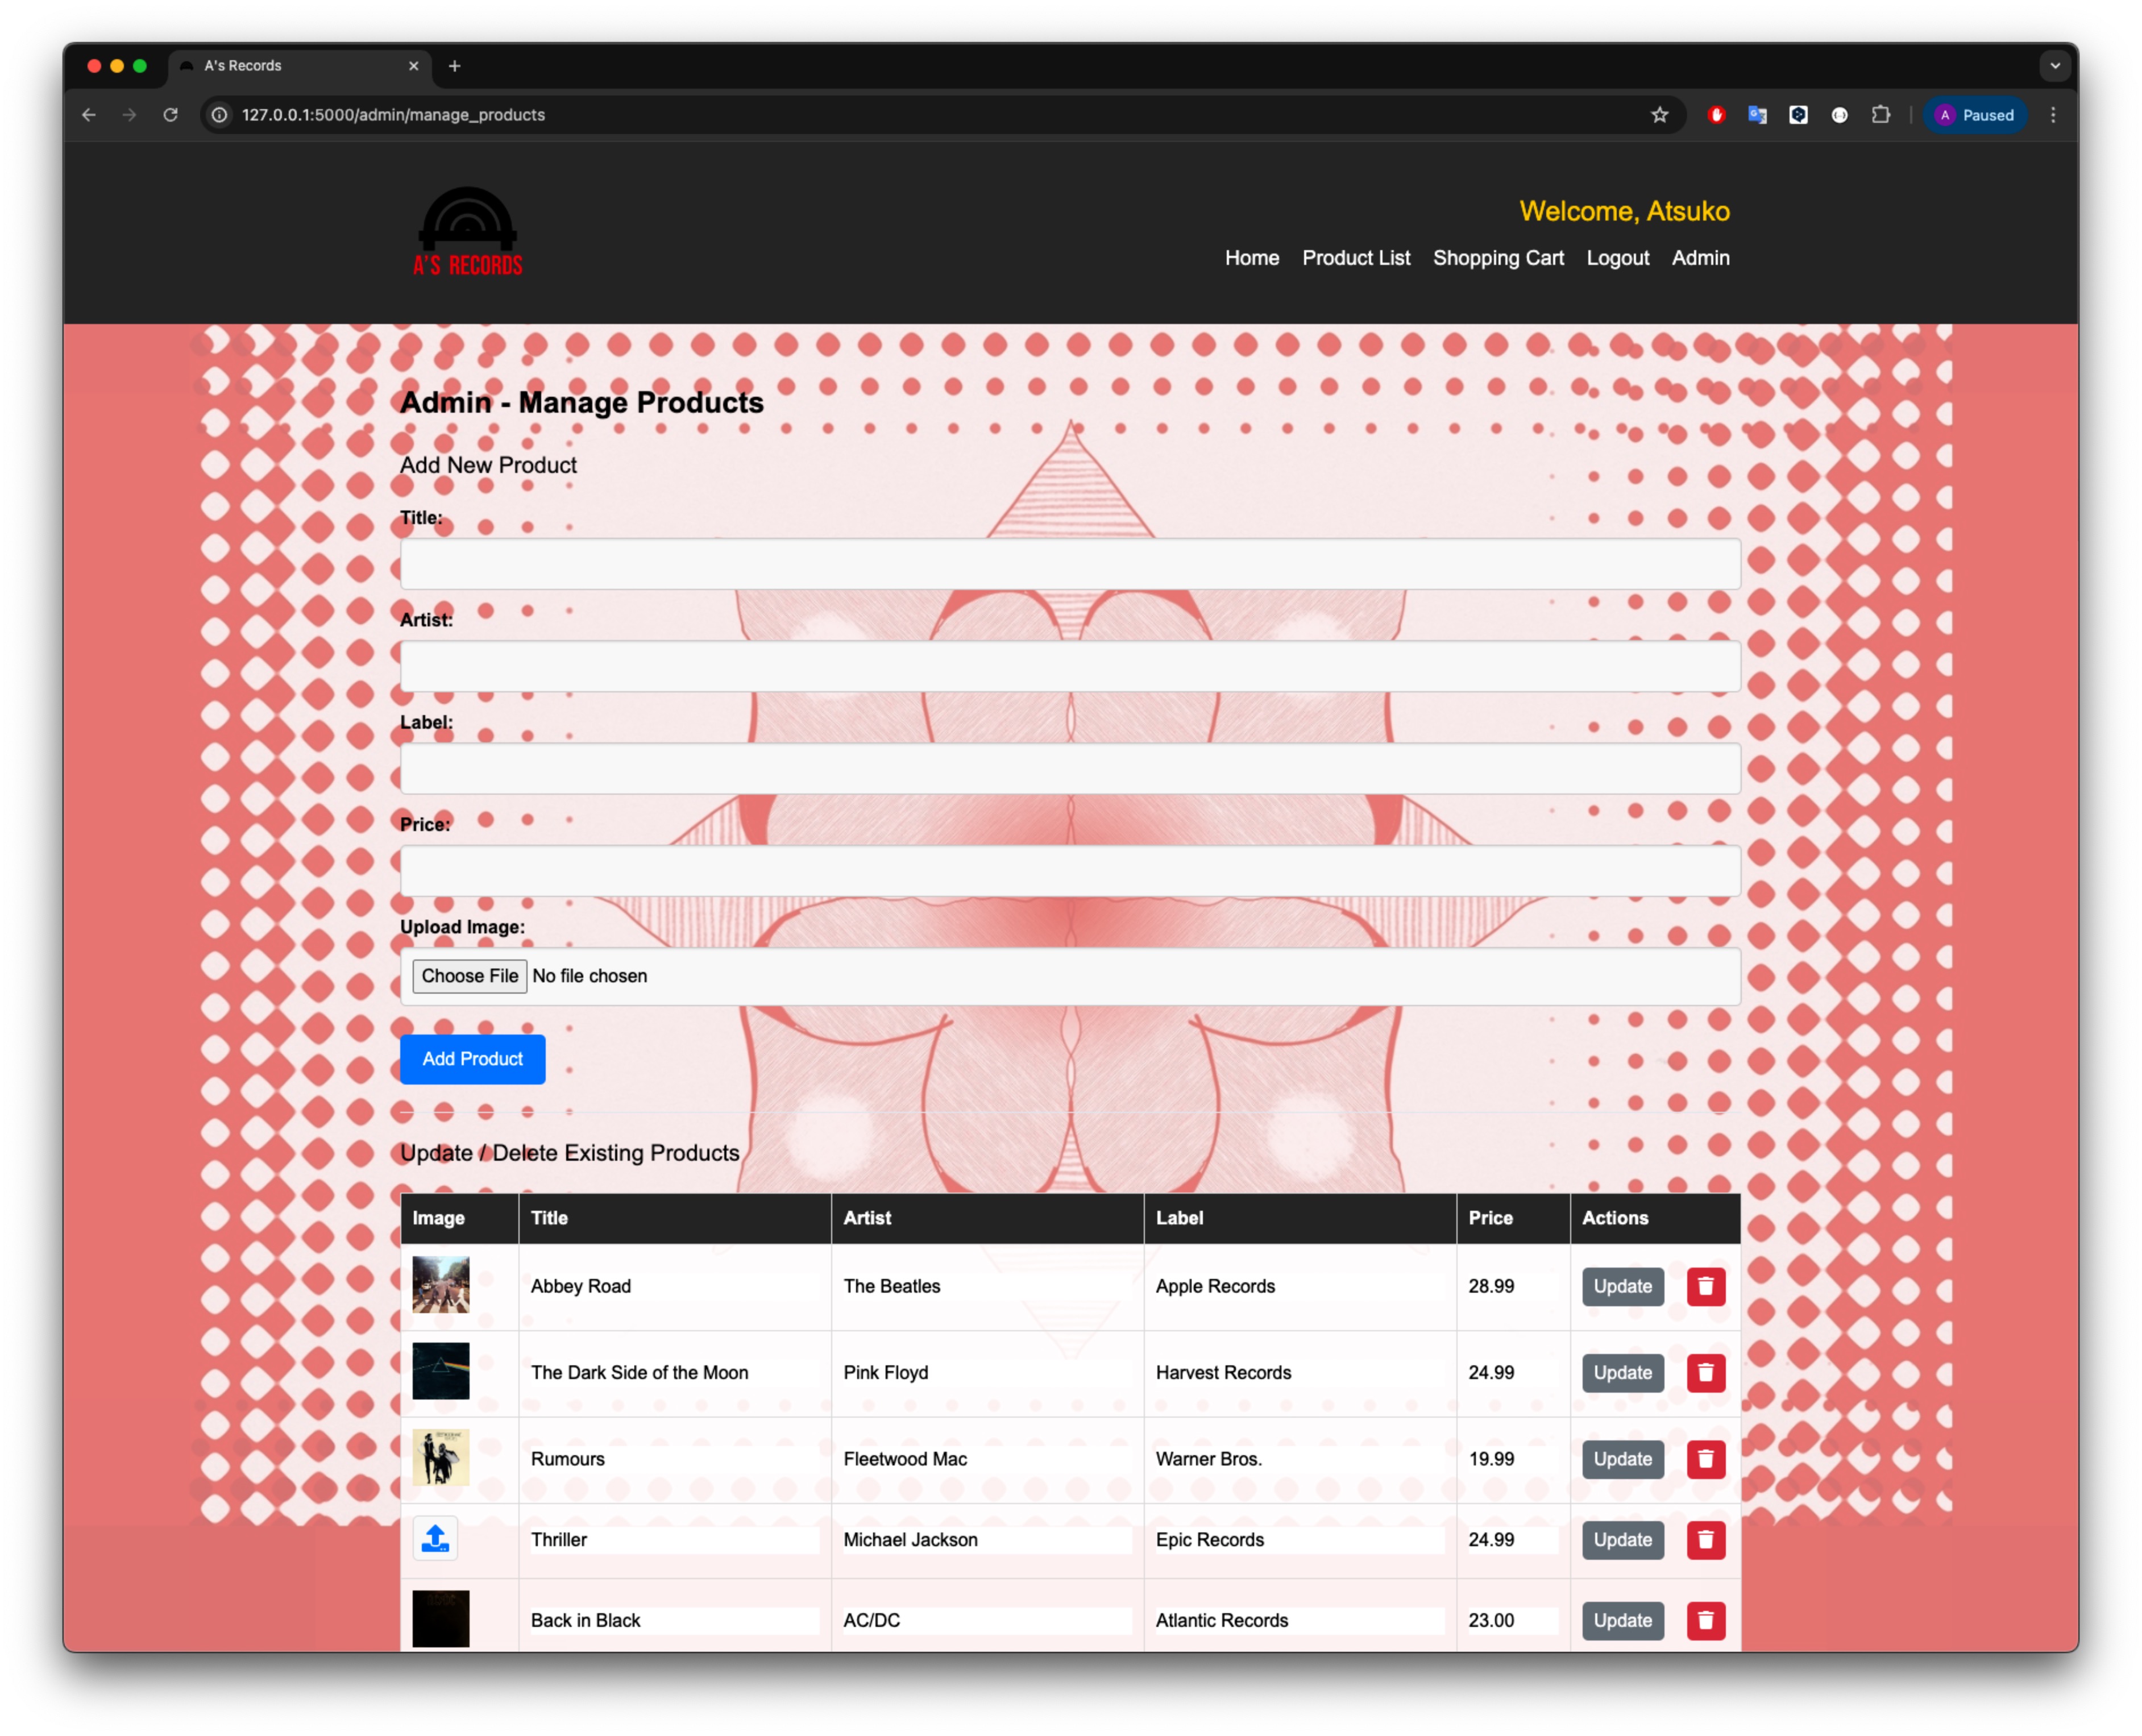 A's Records
127.0.0.1:5000/admin/manage_products
A Paused
A'S RECORDS
Welcome, Atsuko
Home Product List Shopping Cart Logout Admin
Admin - Manage Products
Add New Product
Title:
Artist:
Label:
Price:
Upload Image:
Choose File No file chosen
Add Product
Update / Delete Existing Products
Image Title Artist Label Price Actions
Abbey Road The Beatles Apple Records 28.99 Update
The Dark Side of the Moon Pink Floyd Harvest Records 24.99 Update
Rumours Fleetwood Mac Warner Bros. 19.99 Update
Thriller Michael Jackson Epic Records 24.99 Update
Back in Black AC/DC Atlantic Records 23.00 Update